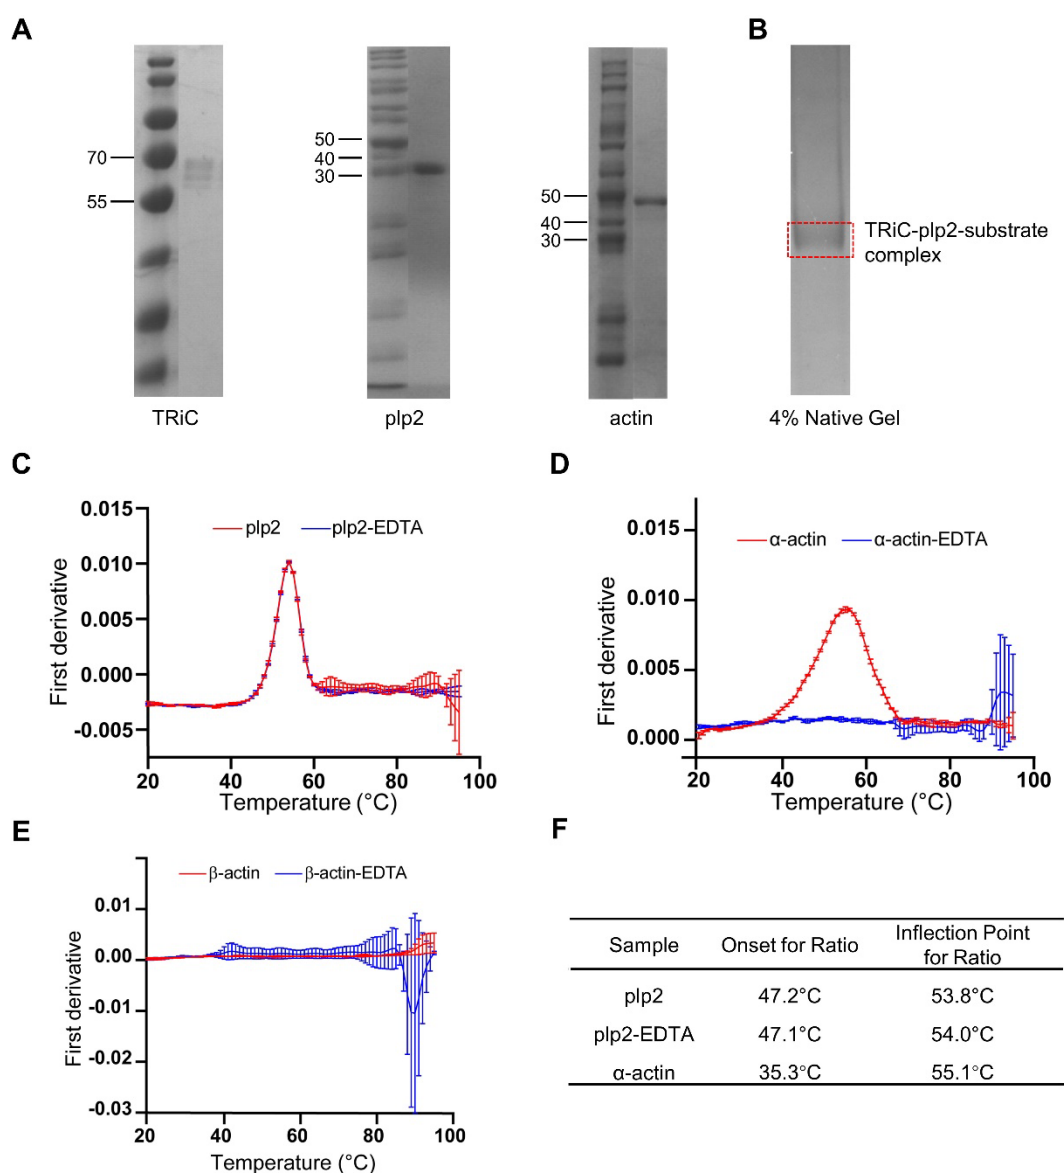 A
B
70
55
TRiC
50
40
30
plp2
50
40
30
actin
TRiC-plp2-substrate
complex
4% Native Gel
C
First derivative
0.015
0.010
0.005
0.000
-0.005
plp2
plp2-EDTA
20
40
60
80
100
Temperature (°C)
D
First derivative
0.015
0.010
0.005
0.000
α-actin
α-actin-EDTA
20
40
60
80
100
Temperature (°C)
E
First derivative
0.01
0.00
-0.01
-0.02
-0.03
β-actin
β-actin-EDTA
20
40
60
80
100
Temperature (°C)
F
Sample Onset for Ratio Inflection Point
for Ratio
plp2 47.2°C 53.8°C
plp2-EDTA 47.1°C 54.0°C
α-actin 35.3°C 55.1°C